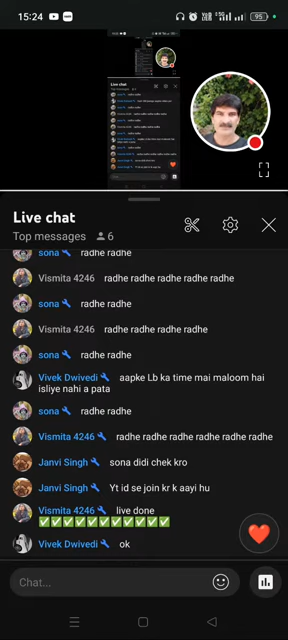 15:24
95
Live chat
Top messages 6
sona radhe radhe
Vismita 4246 radhe radhe radhe radhe radhe
sona radhe radhe
Vismita 4246 radhe radhe radhe radhe
sona radhe radhe
Vivek Dwivedi aapke Lb ka time mai maloom hai
isliye nahi a pata
sona radhe radhe
Vismita 4246 radhe radhe radhe radhe radhe radhe
Janvi Singh sona didi chek kro
Janvi Singh Yt id se join kr k aayi hu
Vismita 4246 live done
✅✅✅✅✅✅✅✅✅✅✅
Vivek Dwivedi ok
Chat...